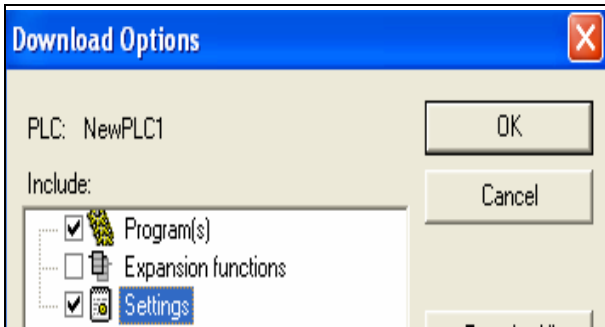 Download Options
PLC: NewPLC1
OK
Include:
Cancel
Program(s)
Expansion functions
Settings